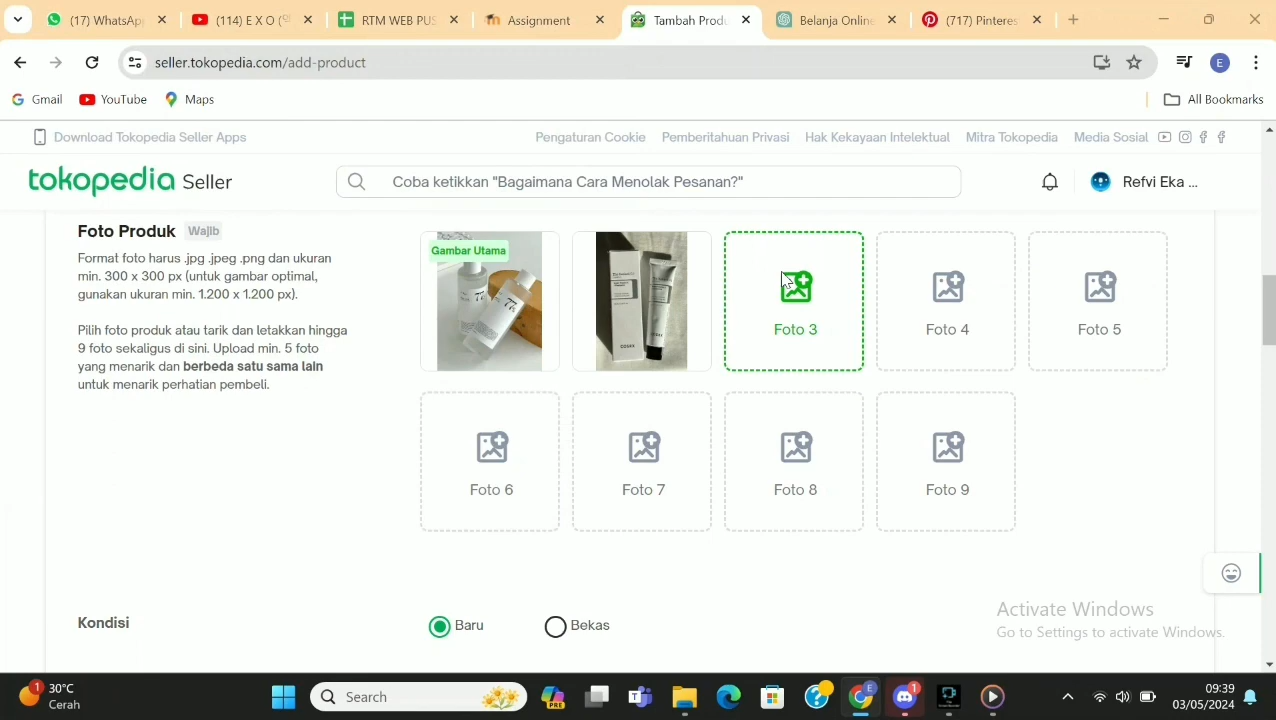 (17) WhatsAp
(114) E X O (
RTM WEB PUS
Assignment
Tambah Produ
Belanja Online
(717) Pinteres
seller.tokopedia.com/add-product
Gmail
YouTube
Maps
All Bookmarks
Download Tokopedia Seller Apps
Pengaturan Cookie
Pemberitahuan Privasi
Hak Kekayaan Intelektual
Mitra Tokopedia
Media Sosial
tokopedia Seller
Coba ketikkan "Bagaimana Cara Menolak Pesanan?"
Refvi Eka ...
Foto Produk Wajib
Format foto harus .jpg .jpeg .png dan ukuran
min. 300 x 300 px (untuk gambar optimal,
gunakan ukuran min. 1.200 x 1.200 px).
Pilih foto produk atau tarik dan letakkan hingga
9 foto sekaligus di sini. Upload min. 5 foto
yang menarik dan berbeda satu sama lain
untuk menarik perhatian pembeli.
Gambar Utama
77
cosrx
Foto 3
Foto 4
Foto 5
Foto 6
Foto 7
Foto 8
Foto 9
Kondisi
Baru
Bekas
Activate Windows
Go to Settings to activate Windows.
1
30°C
Cerah
Search
PRE
E
1
09:39
03/05/2024